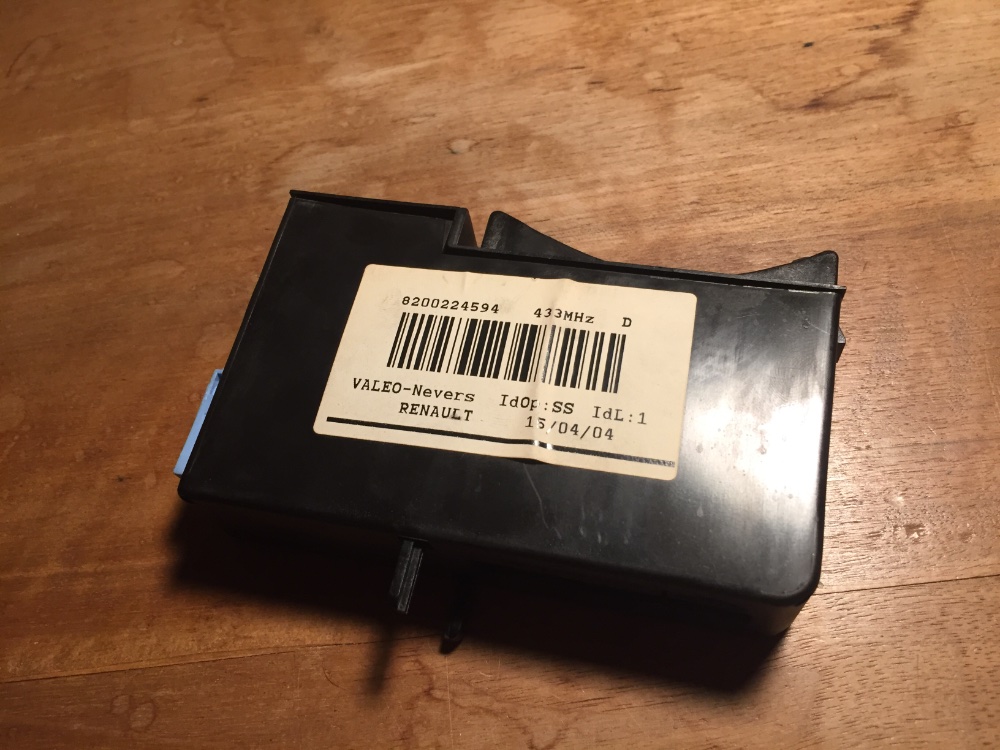 8200224594 433MHz D
VALEO-Nevers IdOp:SS IdL:1
RENAULT 15/04/04